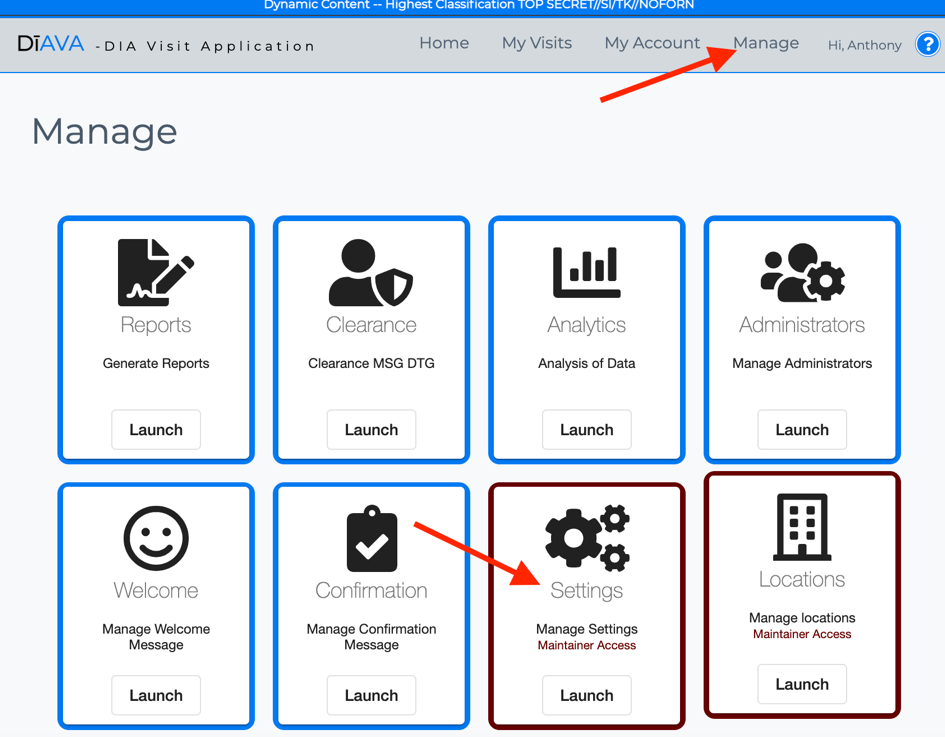 Dynamic Content -- Highest Classification TOP SECRET//SI/TK//NOFORN
DĪAVA -DIA Visit Application Home My Visits My Account Manage Hi, Anthony ?
Manage
Reports
Generate Reports
Launch
Clearance
Clearance MSG DTG
Launch
Analytics
Analysis of Data
Launch
Administrators
Manage Administrators
Launch
Welcome
Manage Welcome
Message
Launch
Confirmation
Manage Confirmation
Message
Launch
Settings
Manage Settings
Maintainer Access
Launch
Locations
Manage locations
Maintainer Access
Launch